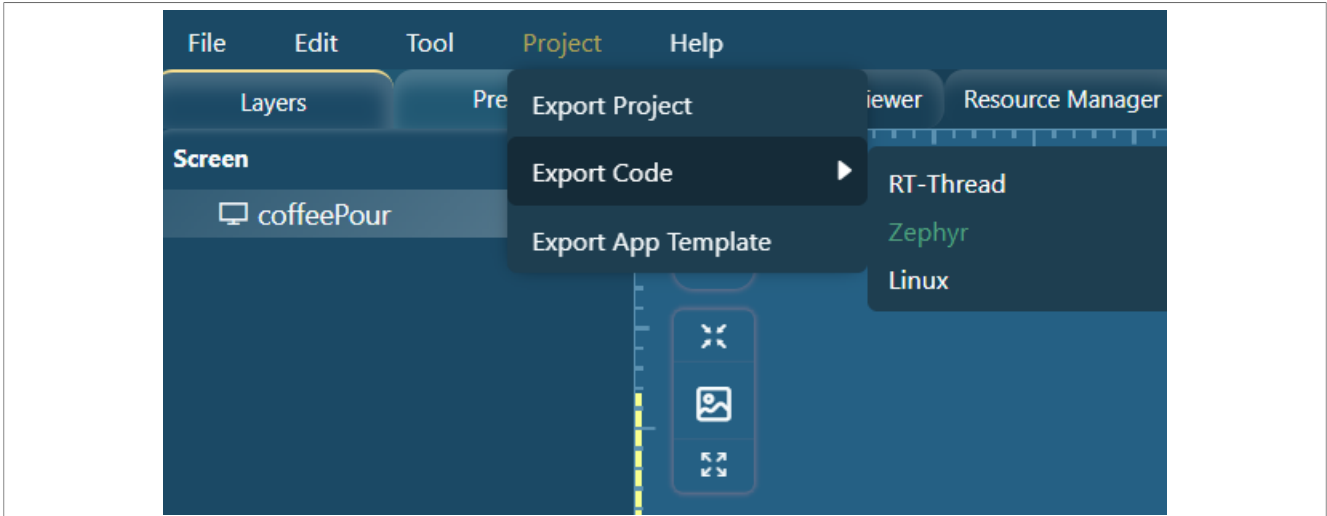 File Edit Tool Project Help
Layers Pre iewer Resource Manager
Export Project
Screen
Export Code
RT-Thread
coffeePour
Zephyr
Export App Template
Linux